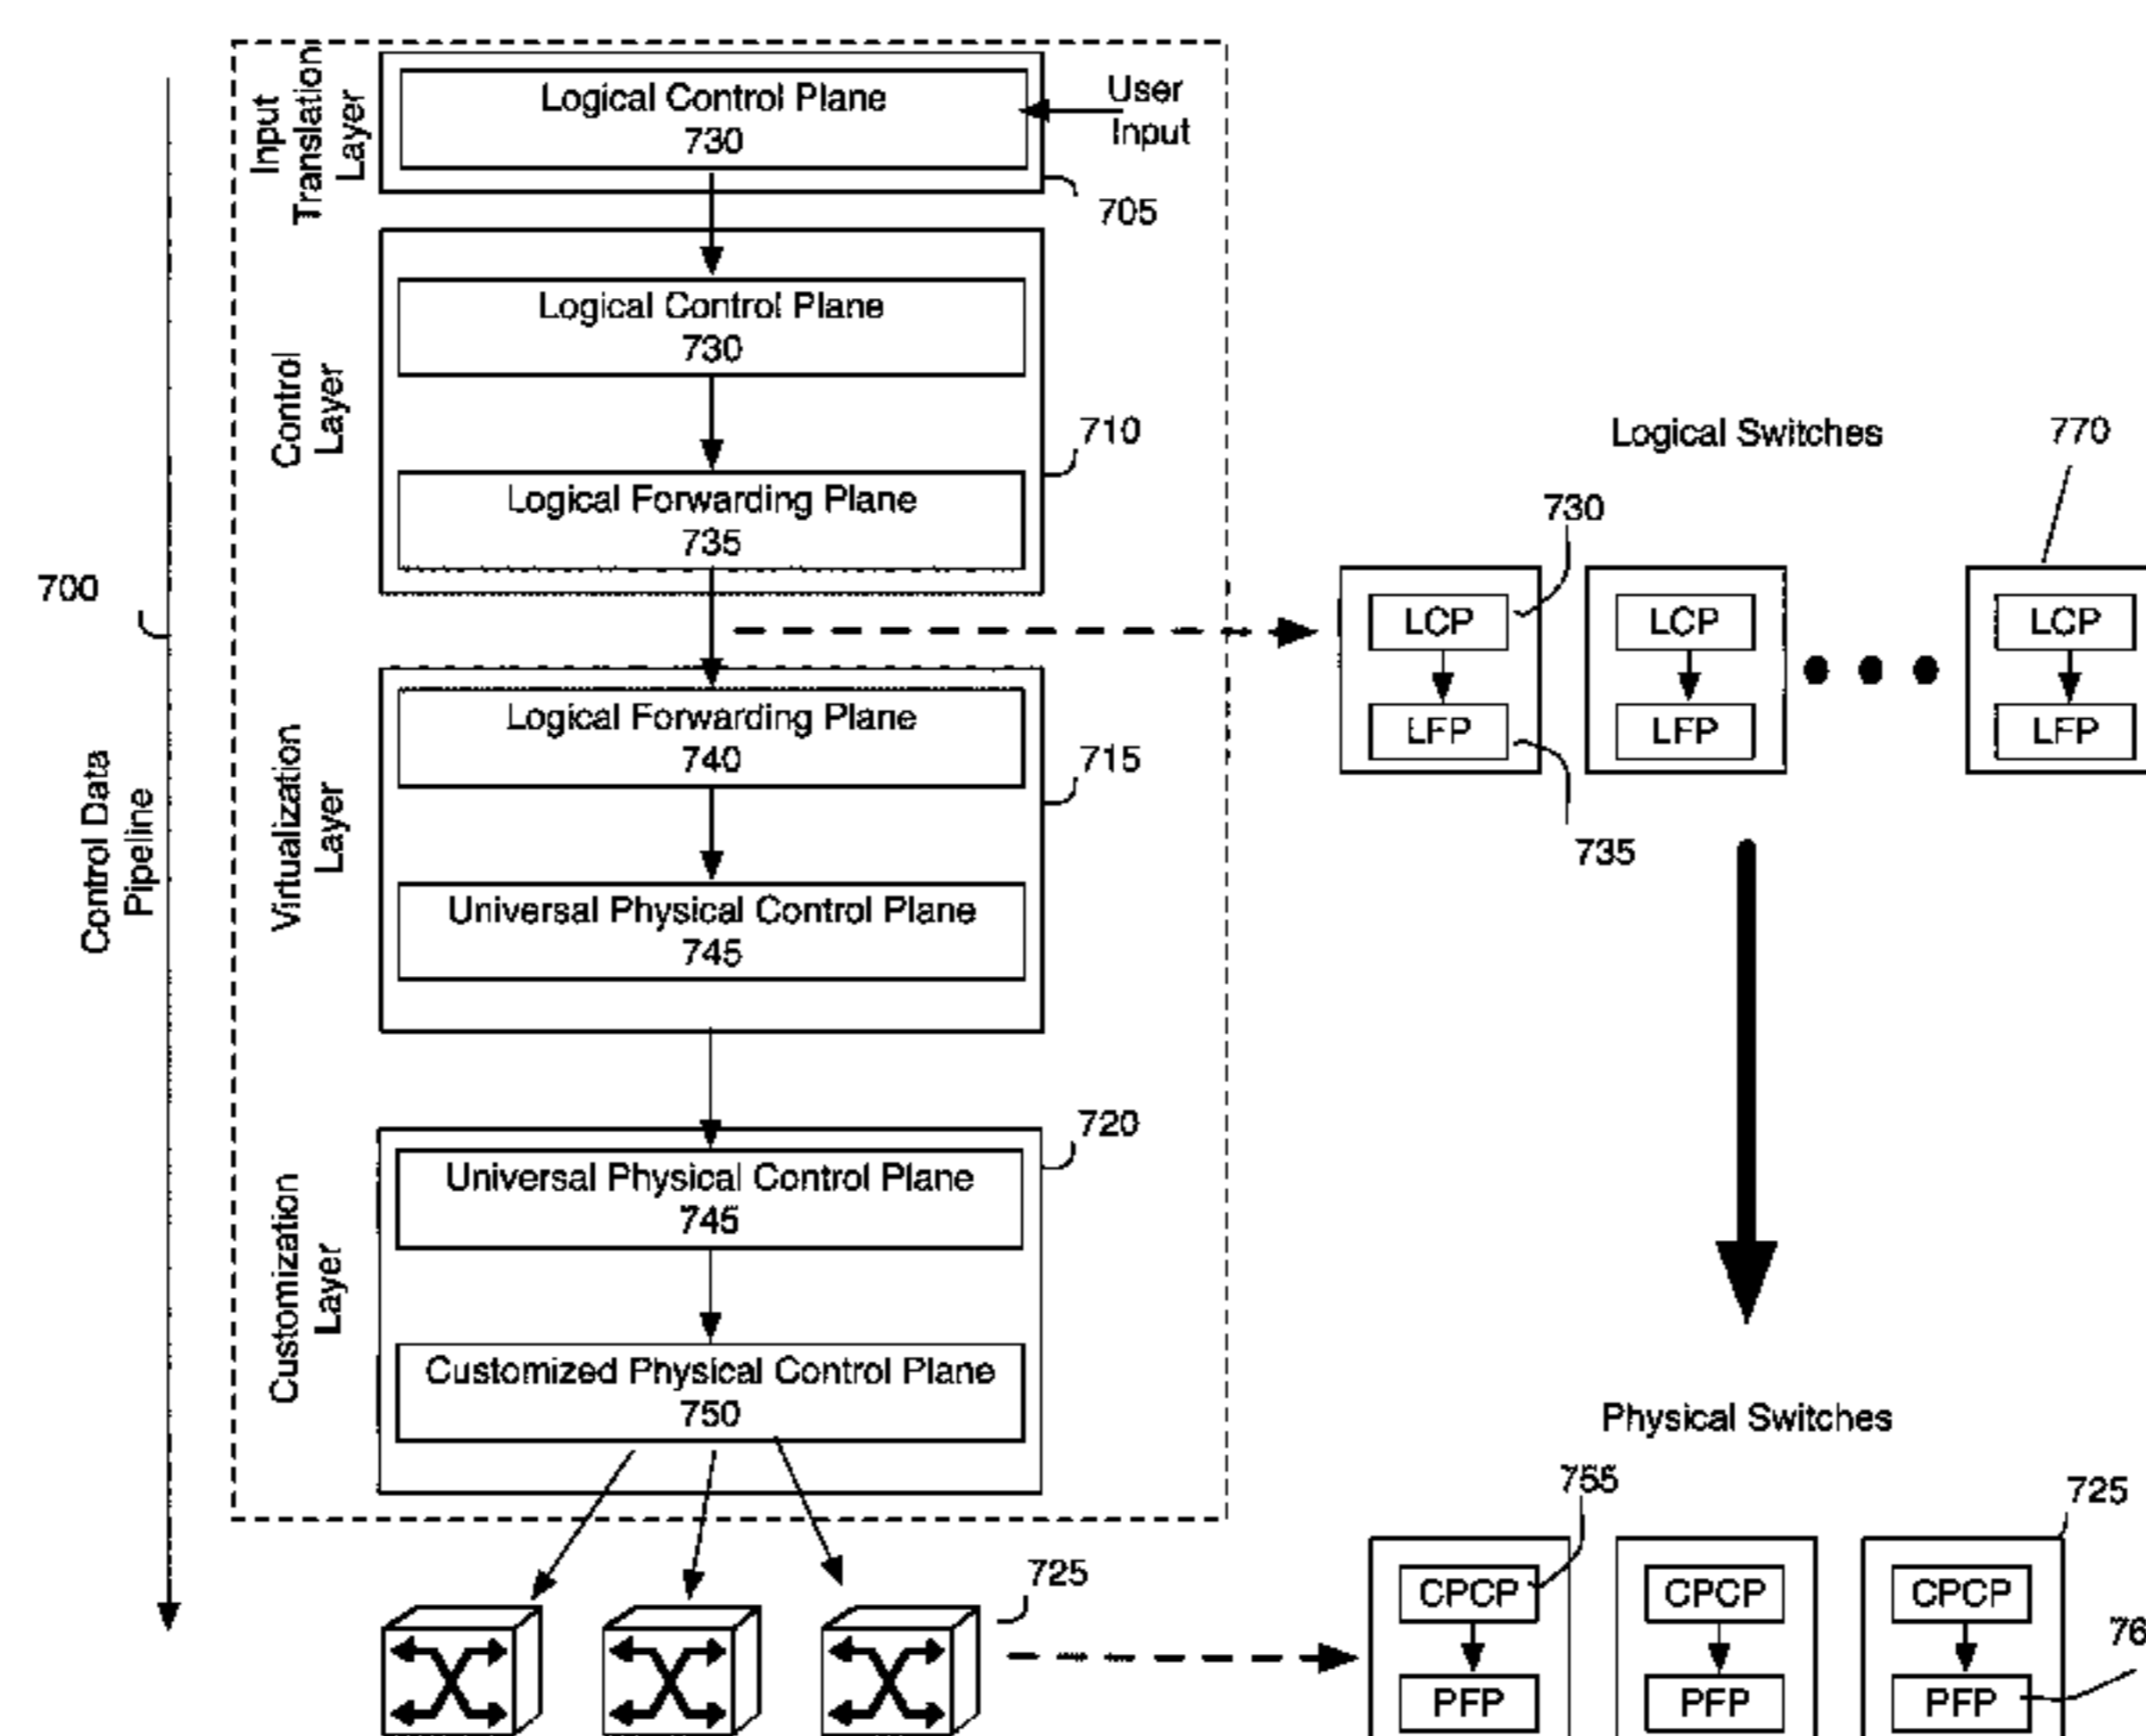 Input
Translation
Layer
Logical Control Plane
730
User
Input
705
Control
Layer
Logical Control Plane
730
Logical Forwarding Plane
735
710
700
Control Data
Pipeline
Virtualization
Layer
Logical Forwarding Plane
740
Universal Physical Control Plane
745
715
Customization
Layer
Universal Physical Control Plane
745
Customized Physical Control Plane
750
720
725
Logical Switches
770
730
LCP
LFP
LCP
LFP
LCP
LFP
735
Physical Switches
755
725
CPCP
PFP
CPCP
PFP
CPCP
PFP